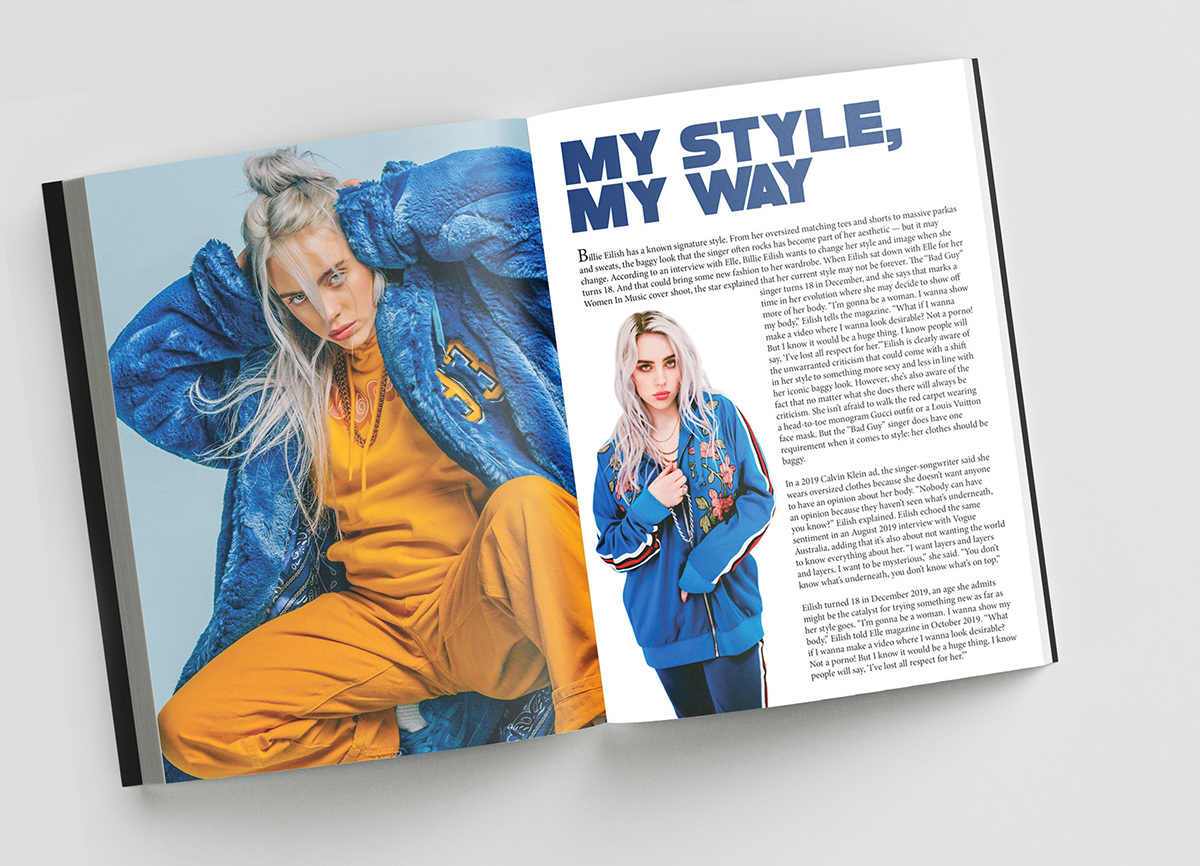 MY STYLE,
MY WAY
Billie Eilish has a known signature style. From her oversized matching tees and shorts to massive parkas
and sweats, the baggy look that the singer often rocks has become part of her aesthetic — but it may
change. According to an interview with Elle, Billie Eilish wants to change her style and image when she
turns 18. And that could bring some new fashion to her wardrobe. When Eilish sat down with Elle for her
Women In Music cover shoot, the star explained that her current style may not be forever. The “Bad Guy”
singer turns 18 in December, and she says that marks a
time in her evolution where she may decide to show off
more of her body. “I’m gonna be a woman. I wanna show
my body,” Eilish tells the magazine. “What if I wanna
make a video where I wanna look desirable? Not a porno!
But I know it would be a huge thing. I know people will
say, ‘I’ve lost all respect for her.’” Eilish is clearly aware of
the unwarranted criticism that could come with a shift
in her style to something more sexy and less in line with
her iconic baggy look. However, she’s also aware of the
fact that no matter what she does there will always be
criticism. She isn’t afraid to walk the red carpet wearing
a head-to-toe monogram Gucci outfit or a Louis Vuitton
face mask. But the “Bad Guy” singer does have one
requirement when it comes to style: her clothes should be
baggy.
In a 2019 Calvin Klein ad, the singer-songwriter said she
wears oversized clothes because she doesn’t want anyone
to have an opinion about her body. “Nobody can have
an opinion because they haven’t seen what’s underneath,
you know?” Eilish explained. Eilish echoed the same
sentiment in an August 2019 interview with Vogue
Australia, adding that it’s also about not wanting the world
to know everything about her. “I want layers and layers
and layers. I want to be mysterious,” she said. “You don’t
know what’s underneath, you don’t know what’s on top.”
Eilish turned 18 in December 2019, an age she admits
might be the catalyst for trying something new as far as
her style goes. “I’m gonna be a woman. I wanna show my
body,” Eilish told Elle magazine in October 2019. “What
if I wanna make a video where I wanna look desirable?
Not a porno! But I know it would be a huge thing. I know
people will say, ‘I’ve lost all respect for her.’”